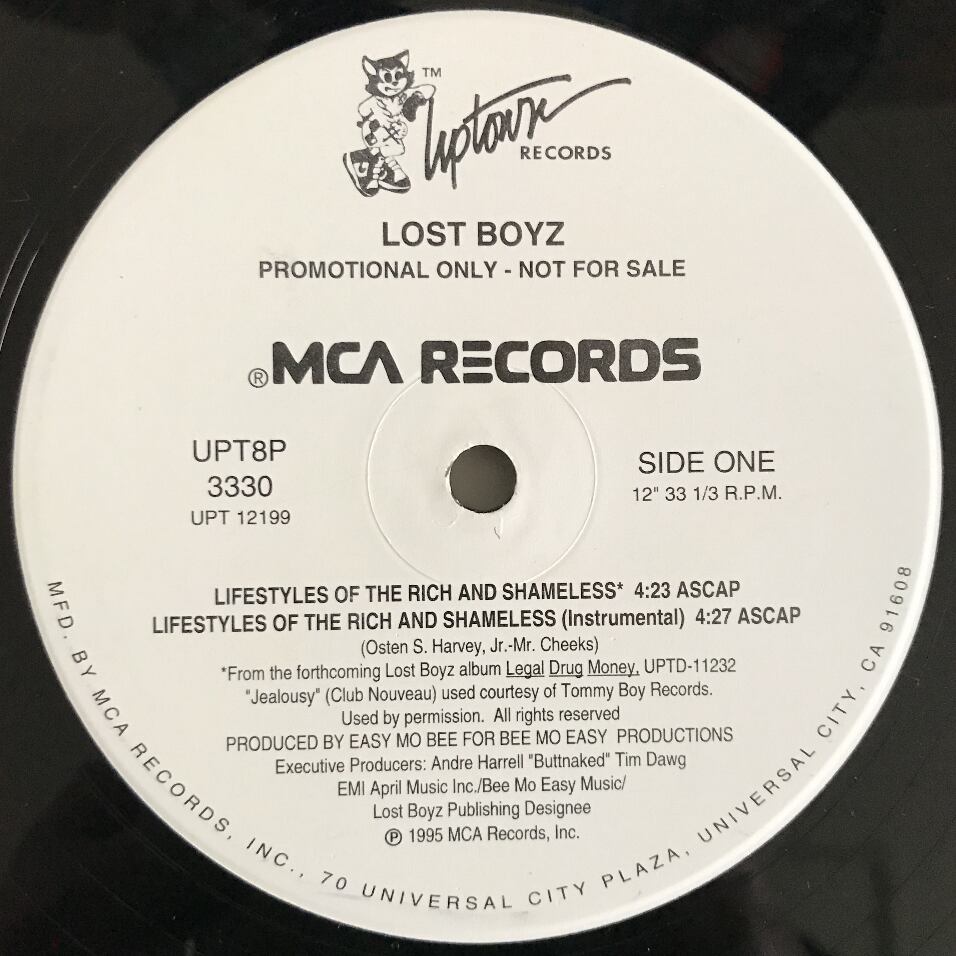 TM
Uptown
RECORDS
LOST BOYZ
PROMOTIONAL ONLY - NOT FOR SALE
®MCA RECORDS
UPT8P
3330
UPT 12199
SIDE ONE
12" 33 1/3 R.P.M.
LIFESTYLES OF THE RICH AND SHAMELESS* 4:23 ASCAP
LIFESTYLES OF THE RICH AND SHAMELESS (Instrumental) 4:27 ASCAP
(Osten S. Harvey, Jr.-Mr. Cheeks)
*From the forthcoming Lost Boyz album Legal Drug Money, UPTD-11232
"Jealousy" (Club Nouveau) used courtesy of Tommy Boy Records.
Used by permission. All rights reserved
PRODUCED BY EASY MO BEE FOR BEE MO EASY PRODUCTIONS
Executive Producers: Andre Harrell "Buttnaked" Tim Dawg
EMI April Music Inc./Bee Mo Easy Music/
Lost Boyz Publishing Designee
℗ 1995 MCA Records, Inc.
MFD. BY MCA RECORDS, INC., 70 UNIVERSAL CITY PLAZA, UNIVERSAL CITY, CA 91608